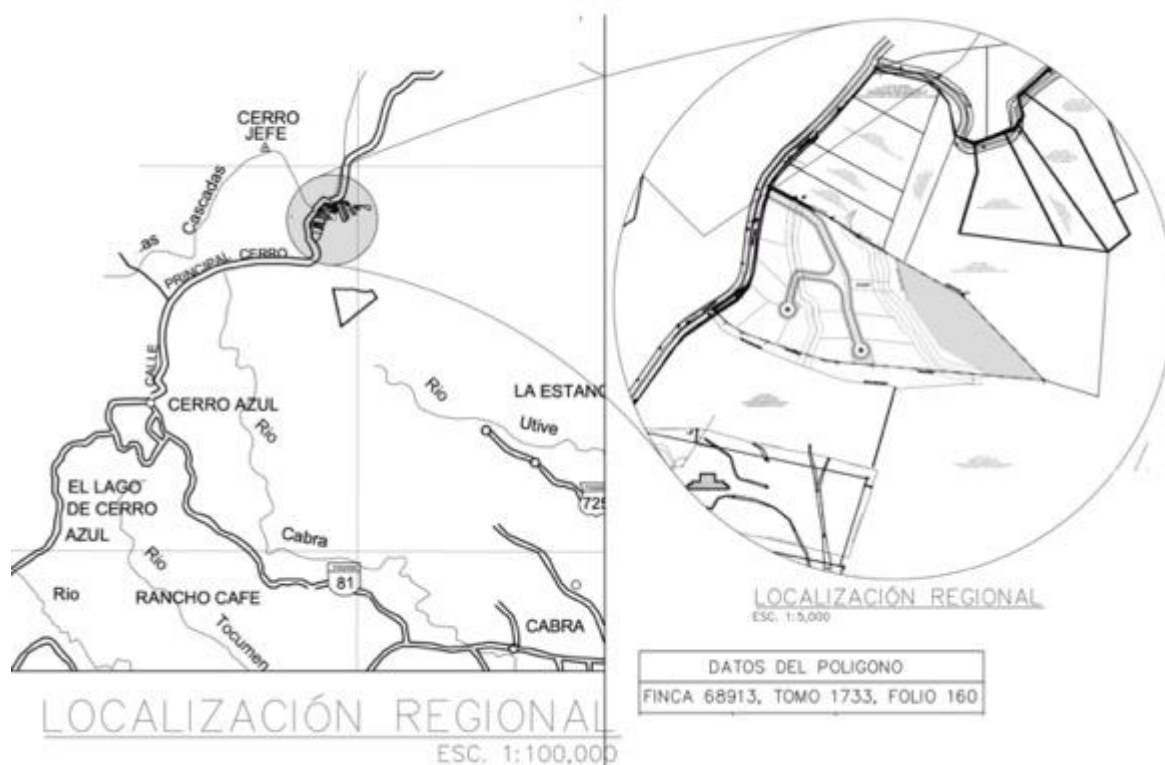 CERRO
JEFE
Cascadas
PRINCIPAL CERRO
CALLE
CERRO AZUL
Rio
LA ESTANC
Rio
Utive
EL LAGO
DE CERRO
AZUL
725
Rio
Cabra
Rio
RANCHO CAFE
81
Tocumen
CABRA
LOCALIZACIÓN REGIONAL
ESC. 1:100,000
LOCALIZACIÓN REGIONAL
ESC. 1:5,000
DATOS DEL POLIGONO
FINCA 68913, TOMO 1733, FOLIO 160